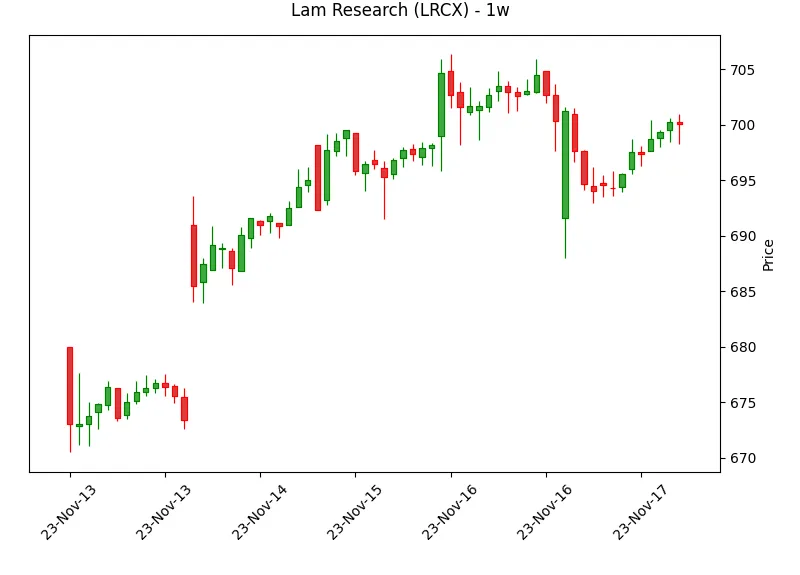 Lam Research (LRCX) - 1w
705
700
695
690
685
680
675
670
Price
23-Nov-13
23-Nov-13
23-Nov-14
23-Nov-15
23-Nov-16
23-Nov-16
23-Nov-17